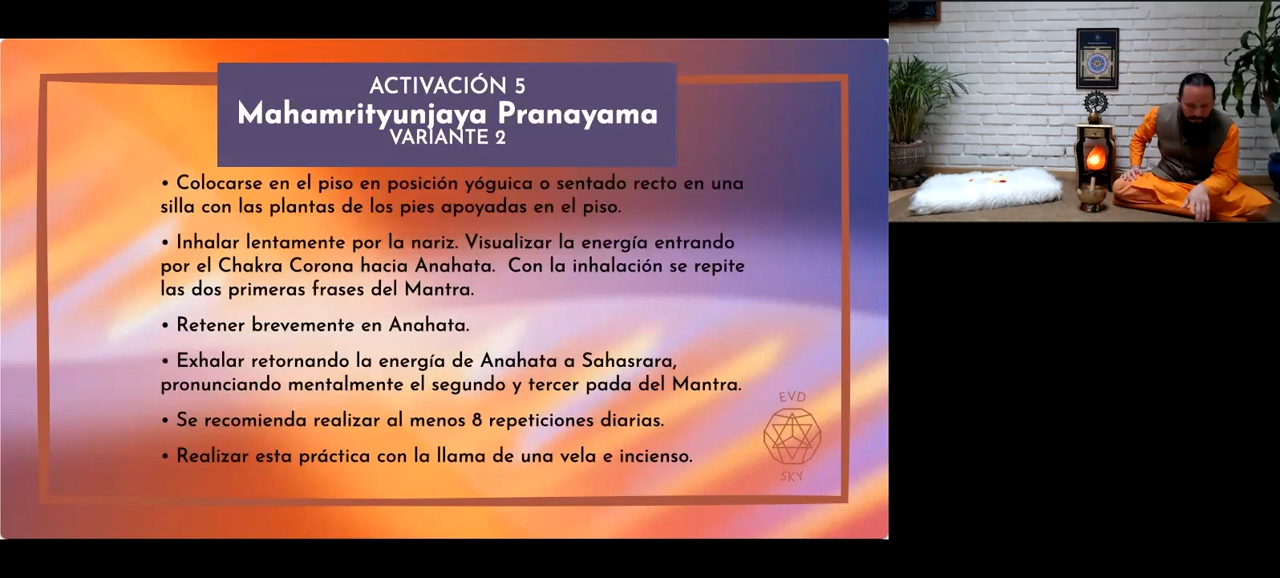 ACTIVACIÓN 5
Mahamrityunjaya Pranayama
VARIANTE 2
• Colocarse en el piso en posición yóguica o sentado recto en una
silla con las plantas de los pies apoyadas en el piso.
• Inhalar lentamente por la nariz. Visualizar la energía entrando
por el Chakra Corona hacia Anahata.  Con la inhalación se repite
las dos primeras frases del Mantra.
• Retener brevemente en Anahata.
• Exhalar retornando la energía de Anahata a Sahasrara,
pronunciando mentalmente el segundo y tercer pada del Mantra.
• Se recomienda realizar al menos 8 repeticiones diarias.
• Realizar esta práctica con la llama de una vela e incienso.
EVD
SKY